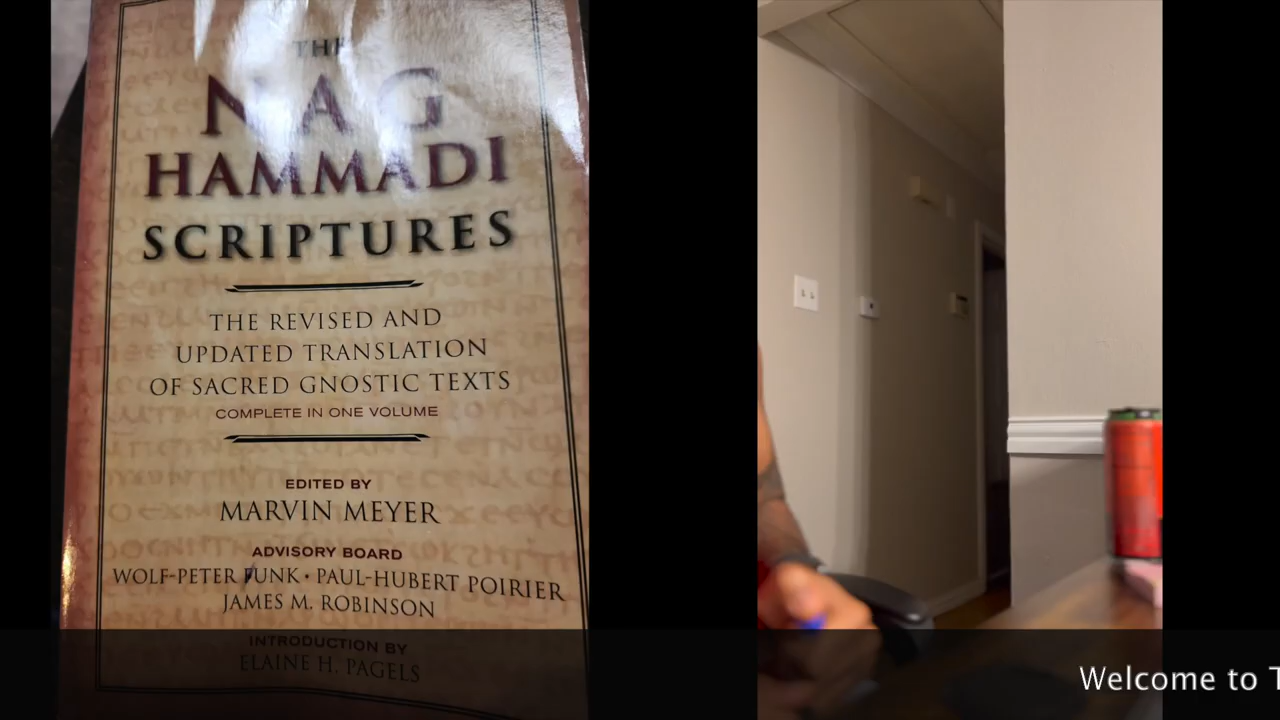 THE
NAG
HAMMADI
SCRIPTURES
THE REVISED AND
UPDATED TRANSLATION
OF SACRED GNOSTIC TEXTS
COMPLETE IN ONE VOLUME
EDITED BY
MARVIN MEYER
ADVISORY BOARD
WOLF-PETER FUNK • PAUL-HUBERT POIRIER
JAMES M. ROBINSON
INTRODUCTION BY
ELAINE H. PAGELS
Welcome to T